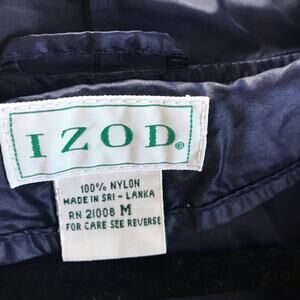 IZOD®
100% NYLON
MADE IN SRI - LANKA
RN 21008 M
FOR CARE SEE REVERSE